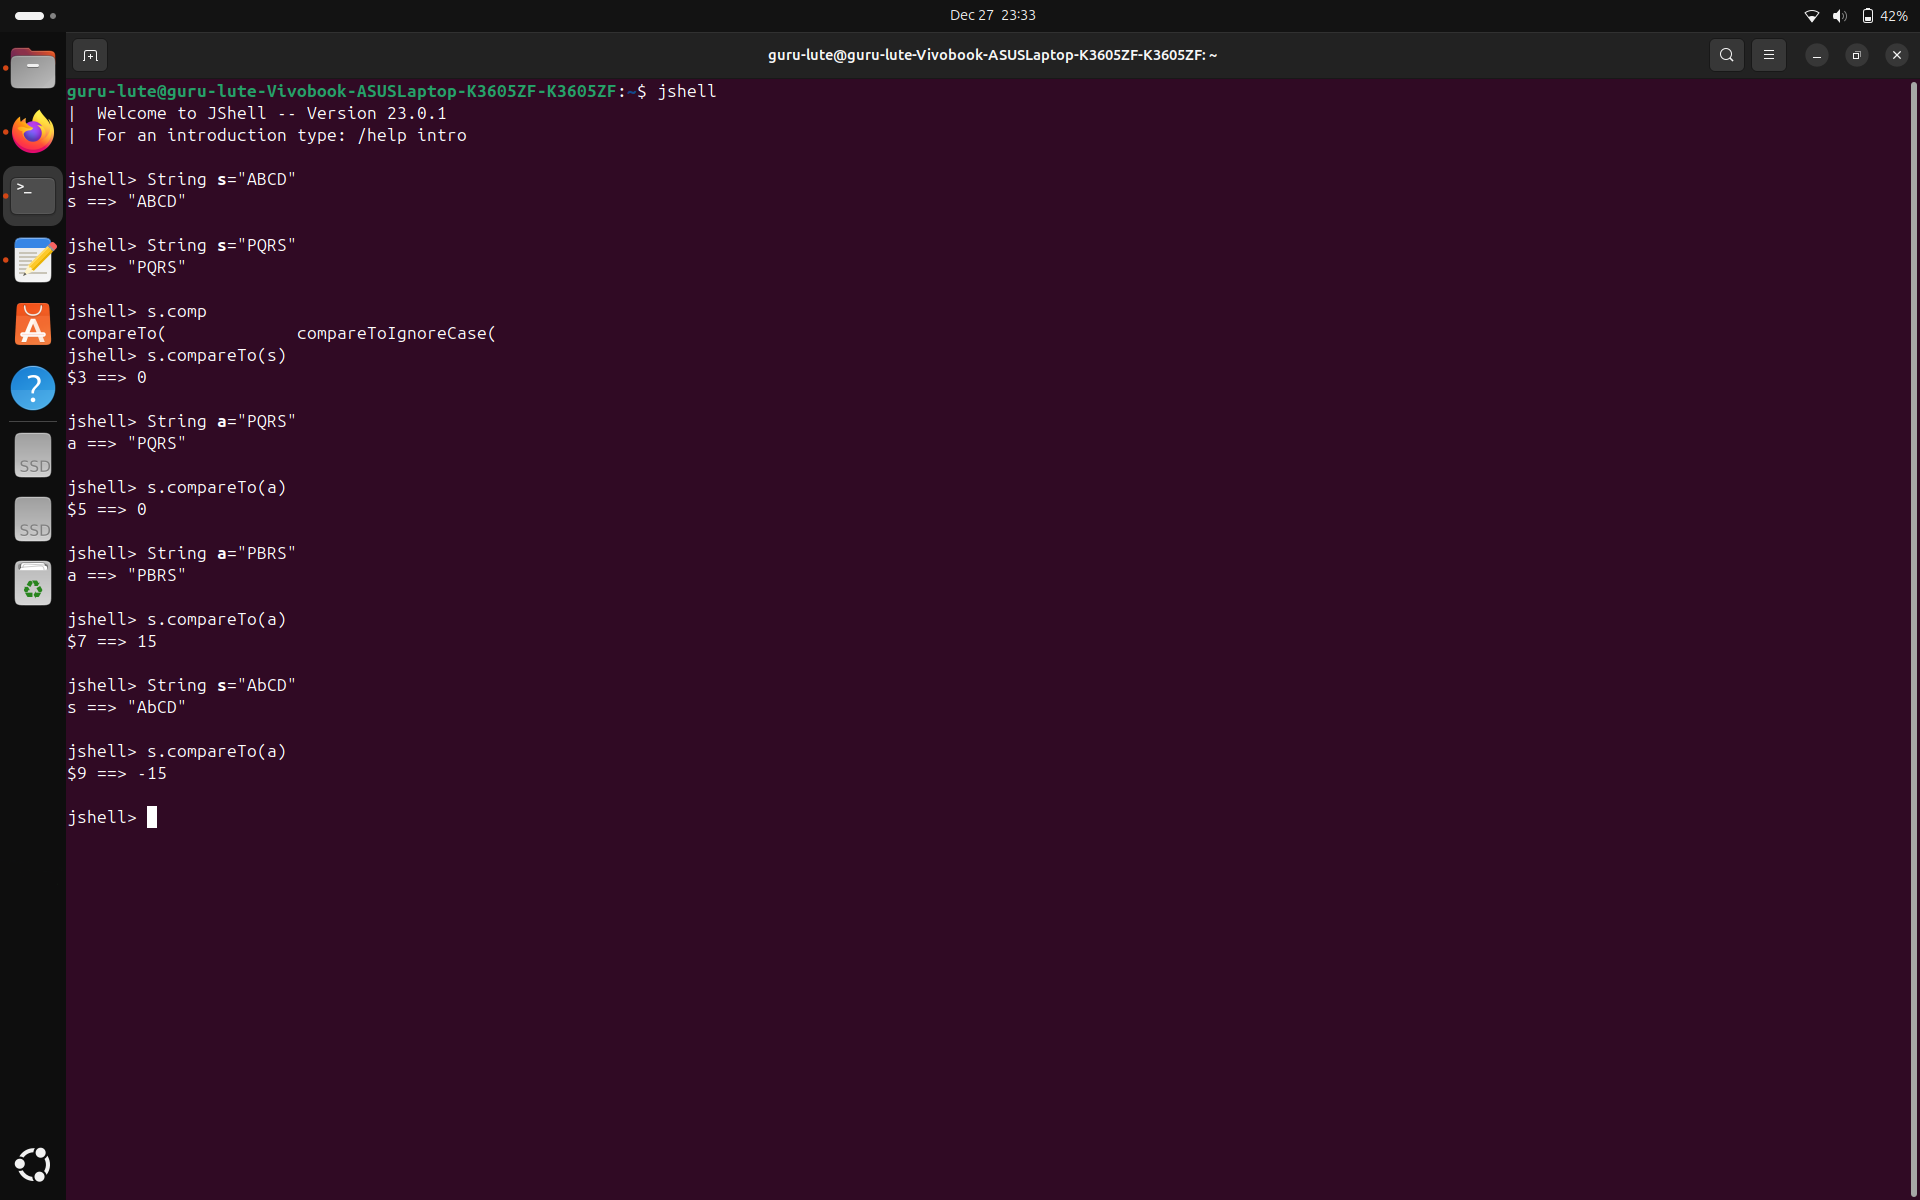 Dec 27 23:33
42%
guru-lute@guru-lute-Vivobook-ASUSLaptop-K3605ZF-K3605ZF: ~
guru-lute@guru-lute-Vivobook-ASUSLaptop-K3605ZF-K3605ZF:~$ jshell
|  Welcome to JShell -- Version 23.0.1
|  For an introduction type: /help intro
jshell> String s="ABCD"
s ==> "ABCD"
jshell> String s="PQRS"
s ==> "PQRS"
jshell> s.comp
compareTo(             compareToIgnoreCase(
jshell> s.compareTo(s)
$3 ==> 0
jshell> String a="PQRS"
a ==> "PQRS"
jshell> s.compareTo(a)
$5 ==> 0
jshell> String a="PBRS"
a ==> "PBRS"
jshell> s.compareTo(a)
$7 ==> 15
jshell> String s="AbCD"
s ==> "AbCD"
jshell> s.compareTo(a)
$9 ==> -15
jshell>
>_
A
?
SSD
SSD